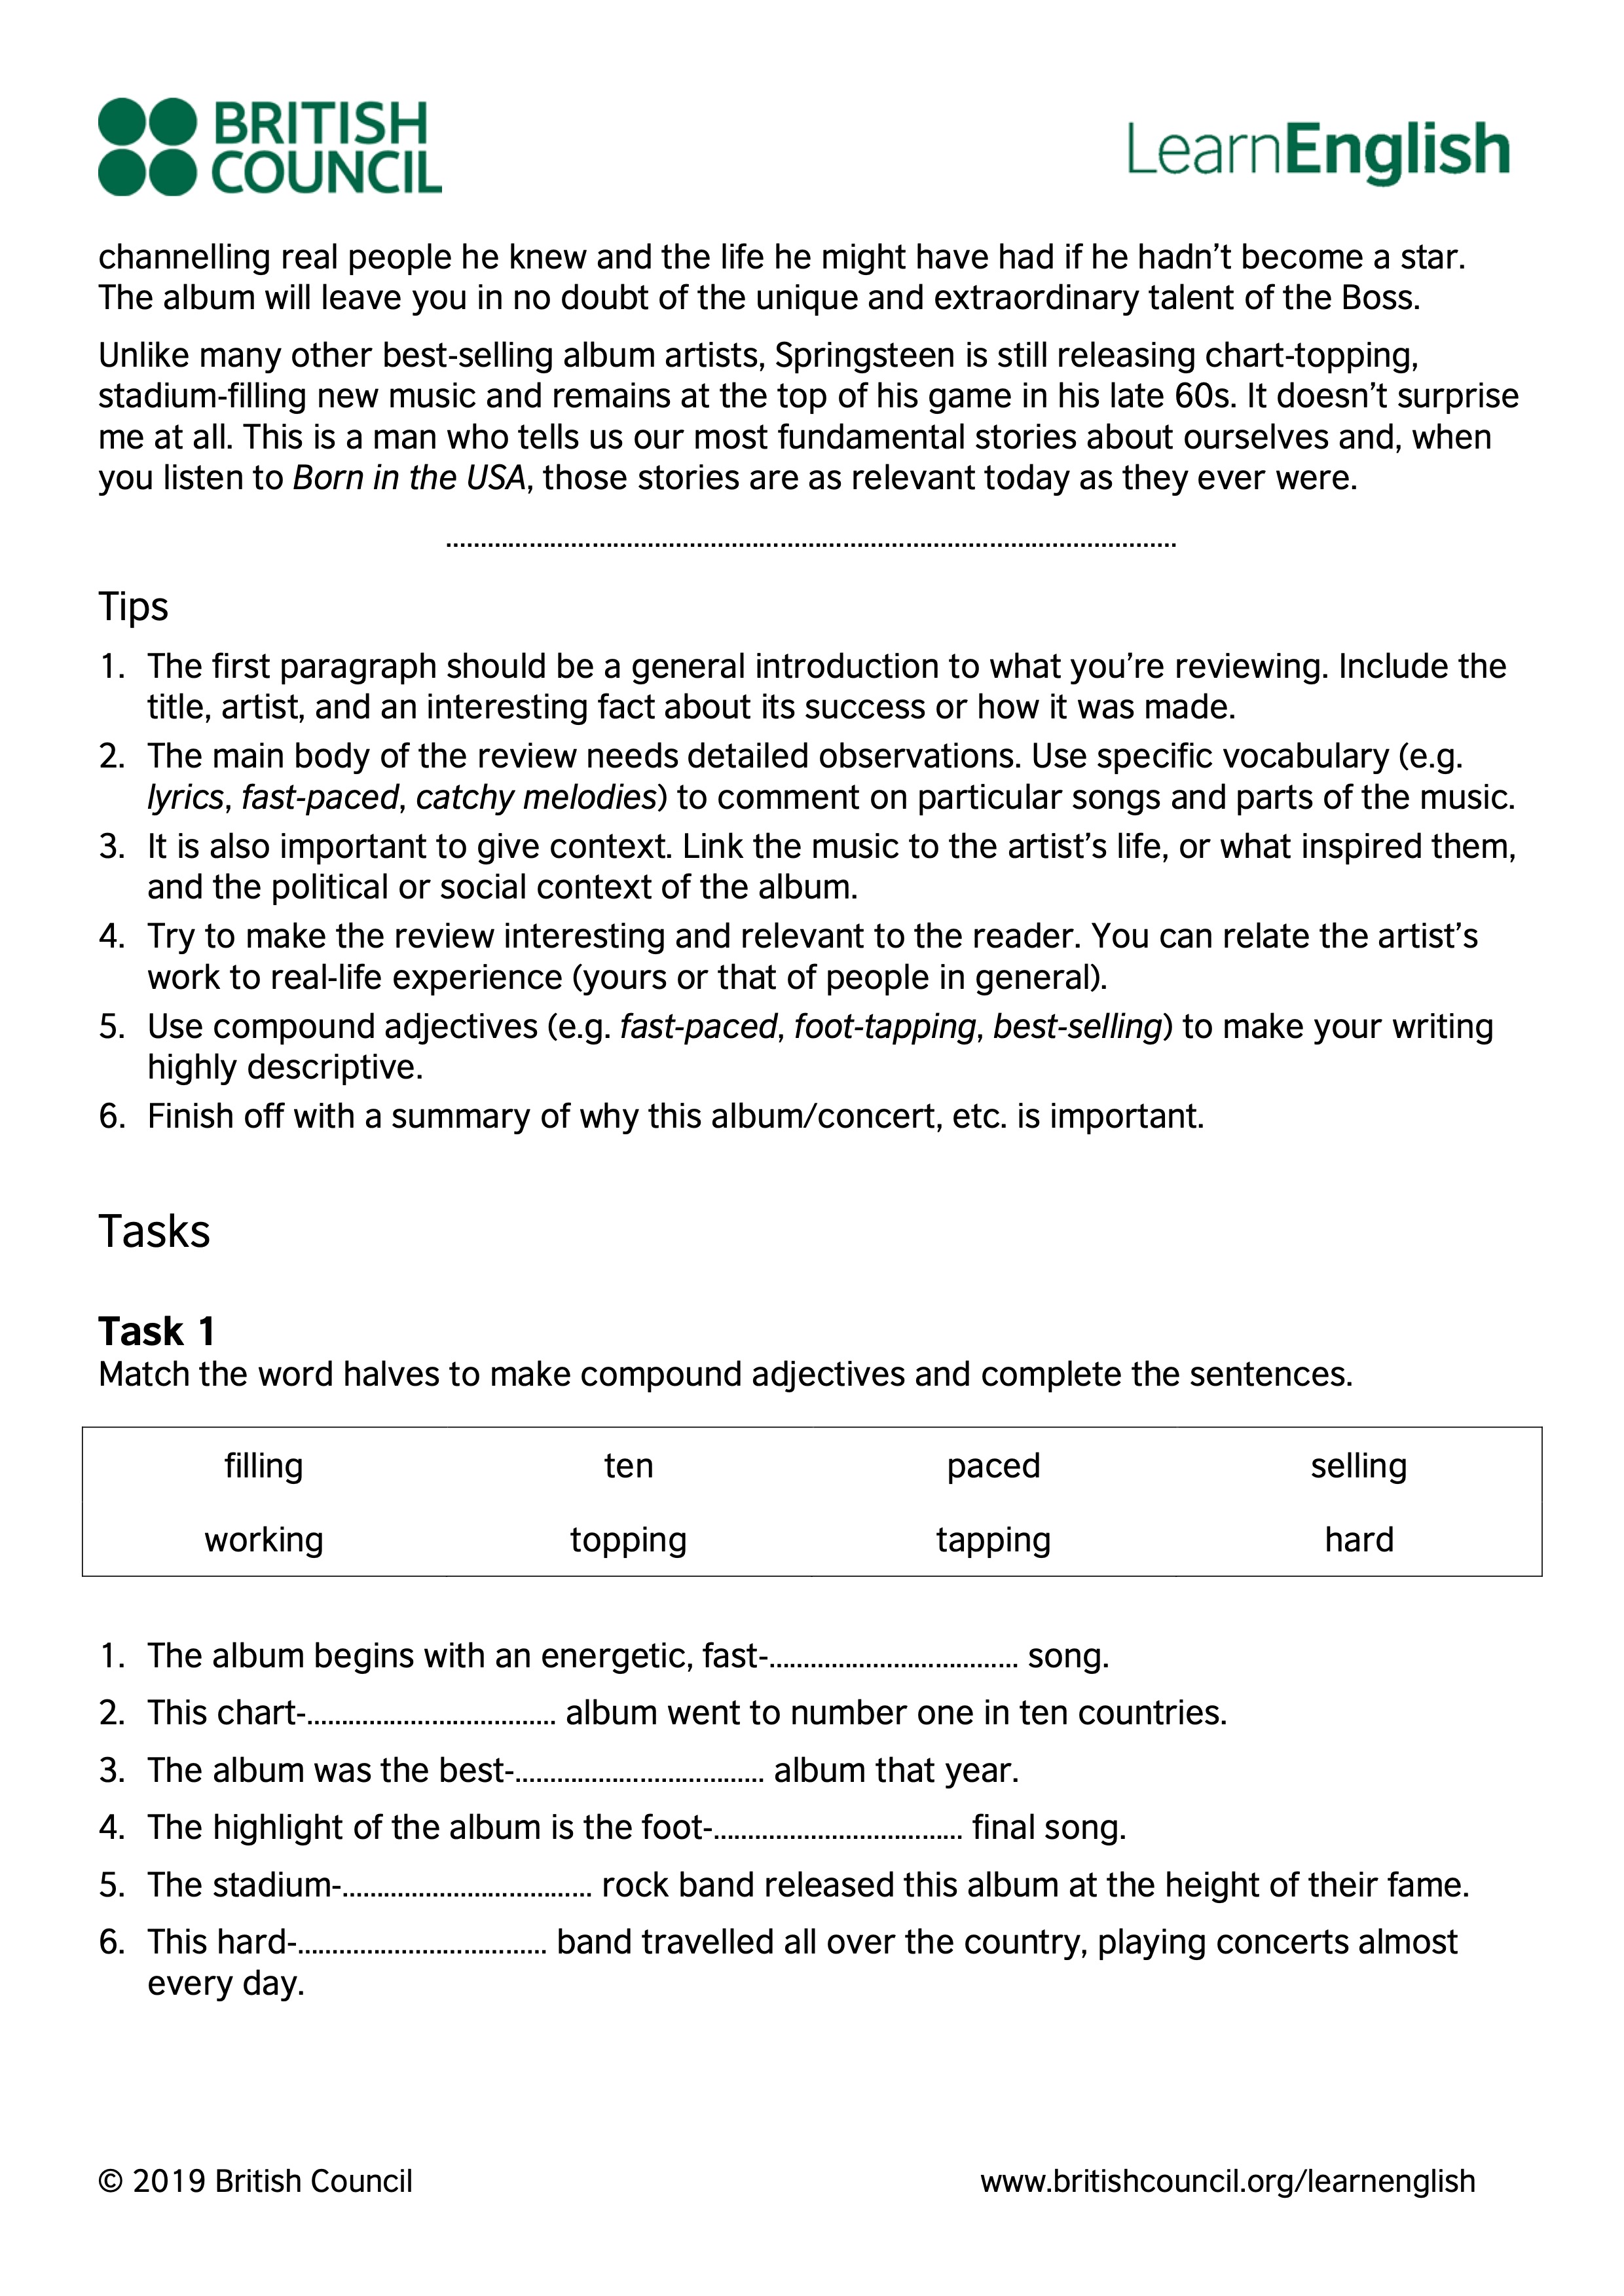 BRITISH
COUNCIL
LearnEnglish
channelling real people he knew and the life he might have had if he hadn’t become a star.
The album will leave you in no doubt of the unique and extraordinary talent of the Boss.
Unlike many other best-selling album artists, Springsteen is still releasing chart-topping,
stadium-filling new music and remains at the top of his game in his late 60s. It doesn’t surprise
me at all. This is a man who tells us our most fundamental stories about ourselves and, when
you listen to Born in the USA, those stories are as relevant today as they ever were.
..........................................................................................................
Tips
1. The first paragraph should be a general introduction to what you’re reviewing. Include the
title, artist, and an interesting fact about its success or how it was made.
2. The main body of the review needs detailed observations. Use specific vocabulary (e.g.
lyrics, fast-paced, catchy melodies) to comment on particular songs and parts of the music.
3. It is also important to give context. Link the music to the artist’s life, or what inspired them,
and the political or social context of the album.
4. Try to make the review interesting and relevant to the reader. You can relate the artist’s
work to real-life experience (yours or that of people in general).
5. Use compound adjectives (e.g. fast-paced, foot-tapping, best-selling) to make your writing
highly descriptive.
6. Finish off with a summary of why this album/concert, etc. is important.
Tasks
Task 1
Match the word halves to make compound adjectives and complete the sentences.
filling ten paced selling
working topping tapping hard
1. The album begins with an energetic, fast-.................................... song.
2. This chart-.................................... album went to number one in ten countries.
3. The album was the best-.................................... album that year.
4. The highlight of the album is the foot-.................................... final song.
5. The stadium-.................................... rock band released this album at the height of their fame.
6. This hard-.................................... band travelled all over the country, playing concerts almost
every day.
© 2019 British Council www.britishcouncil.org/learnenglish